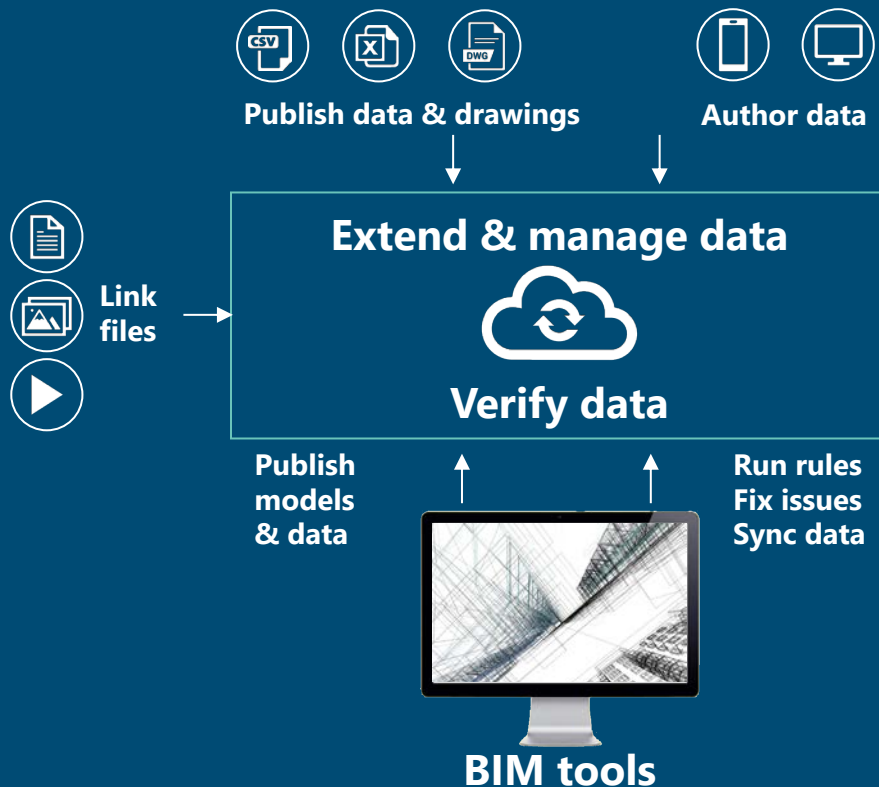 CSV
X
DWG
Publish data & drawings
Author data
Extend & manage data
Link
files
Verify data
Publish
models
& data
Run rules
Fix issues
Sync data
BIM tools